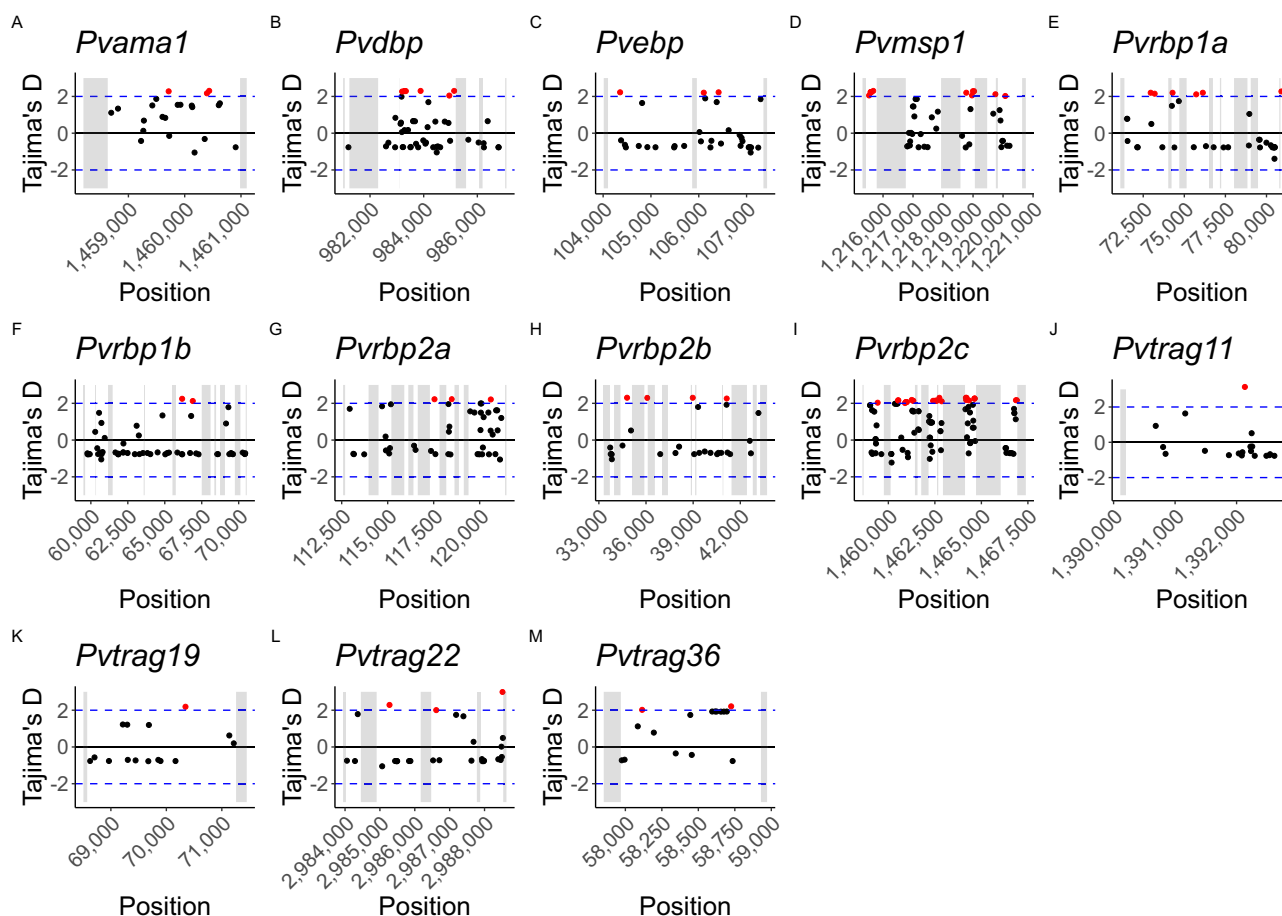 A
Pvama1
Tajima's D
2
0
-2
1,459,000
1,460,000
1,461,000
Position
B
Pvdbp
Tajima's D
2
0
-2
982,000
984,000
986,000
Position
C
Pvebp
Tajima's D
2
0
-2
104,000
105,000
106,000
107,000
Position
D
Pvmsp1
Tajima's D
2
0
-2
1,216,000
1,217,000
1,218,000
1,219,000
1,220,000
1,221,000
Position
E
Pvrbp1a
Tajima's D
2
0
-2
72,500
75,000
77,500
80,000
Position
F
Pvrbp1b
Tajima's D
2
0
-2
60,000
62,500
65,000
67,500
70,000
Position
G
Pvrbp2a
Tajima's D
2
0
-2
112,500
115,000
117,500
120,000
Position
H
Pvrbp2b
Tajima's D
2
0
-2
33,000
36,000
39,000
42,000
Position
I
Pvrbp2c
Tajima's D
2
0
-2
1,460,000
1,462,500
1,465,000
1,467,500
Position
J
Pvtrag11
Tajima's D
2
0
-2
1,390,000
1,391,000
1,392,000
Position
K
Pvtrag19
Tajima's D
2
0
-2
69,000
70,000
71,000
Position
L
Pvtrag22
Tajima's D
2
0
-2
2,984,000
2,985,000
2,986,000
2,987,000
2,988,000
Position
M
Pvtrag36
Tajima's D
2
0
-2
58,000
58,250
58,500
58,750
59,000
Position